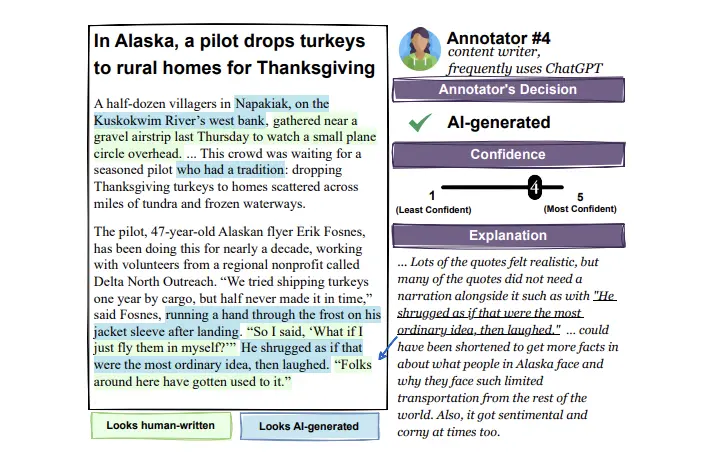 In Alaska, a pilot drops turkeys
to rural homes for Thanksgiving
A half-dozen villagers in Napakiak, on the
Kuskokwim River’s west bank, gathered near a
gravel airstrip last Thursday to watch a small plane
circle overhead. ... This crowd was waiting for a
seasoned pilot who had a tradition: dropping
Thanksgiving turkeys to homes scattered across
miles of tundra and frozen waterways.
The pilot, 47-year-old Alaskan flyer Erik Fosnes,
has been doing this for nearly a decade, working
with volunteers from a regional nonprofit called
Delta North Outreach. “We tried shipping turkeys
one year by cargo, but half never made it in time,”
said Fosnes, running a hand through the frost on his
jacket sleeve after landing. “So I said, ‘What if I
just fly them in myself?’” He shrugged as if that
were the most ordinary idea, then laughed. “Folks
around here have gotten used to it.”
Looks human-written
Looks AI-generated
Annotator #4
content writer,
frequently uses ChatGPT
Annotator's Decision
AI-generated
Confidence
1
4
5
(Least Confident)
(Most Confident)
Explanation
... Lots of the quotes felt realistic, but
many of the quotes did not need a
narration alongside it such as with "He
shrugged as if that were the most
ordinary idea, then laughed." ... could
have been shortened to get more facts in
about what people in Alaska face and
why they face such limited
transportation from the rest of the
world. Also, it got sentimental and
corny at times too.